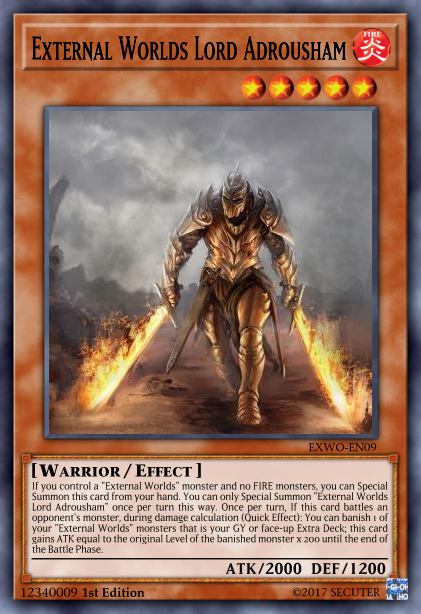 External Worlds Lord Adrousham
FIRE
炎
EXWO-EN09
[Warrior / Effect]
If you control a "External Worlds" monster and no FIRE monsters, you can Special
Summon this card from your hand. You can only Special Summon "External Worlds
Lord Adrousham" once per turn this way. Once per turn, If this card battles an
opponent's monster, during damage calculation (Quick Effect): You can banish 1 of
your "External Worlds" monsters that is your GY or face-up Extra Deck; this card
gains ATK equal to the original Level of the banished monster x 200 until the end of
the Battle Phase.
ATK/2000 DEF/1200
12340009 1st Edition
©2017 SECUTER